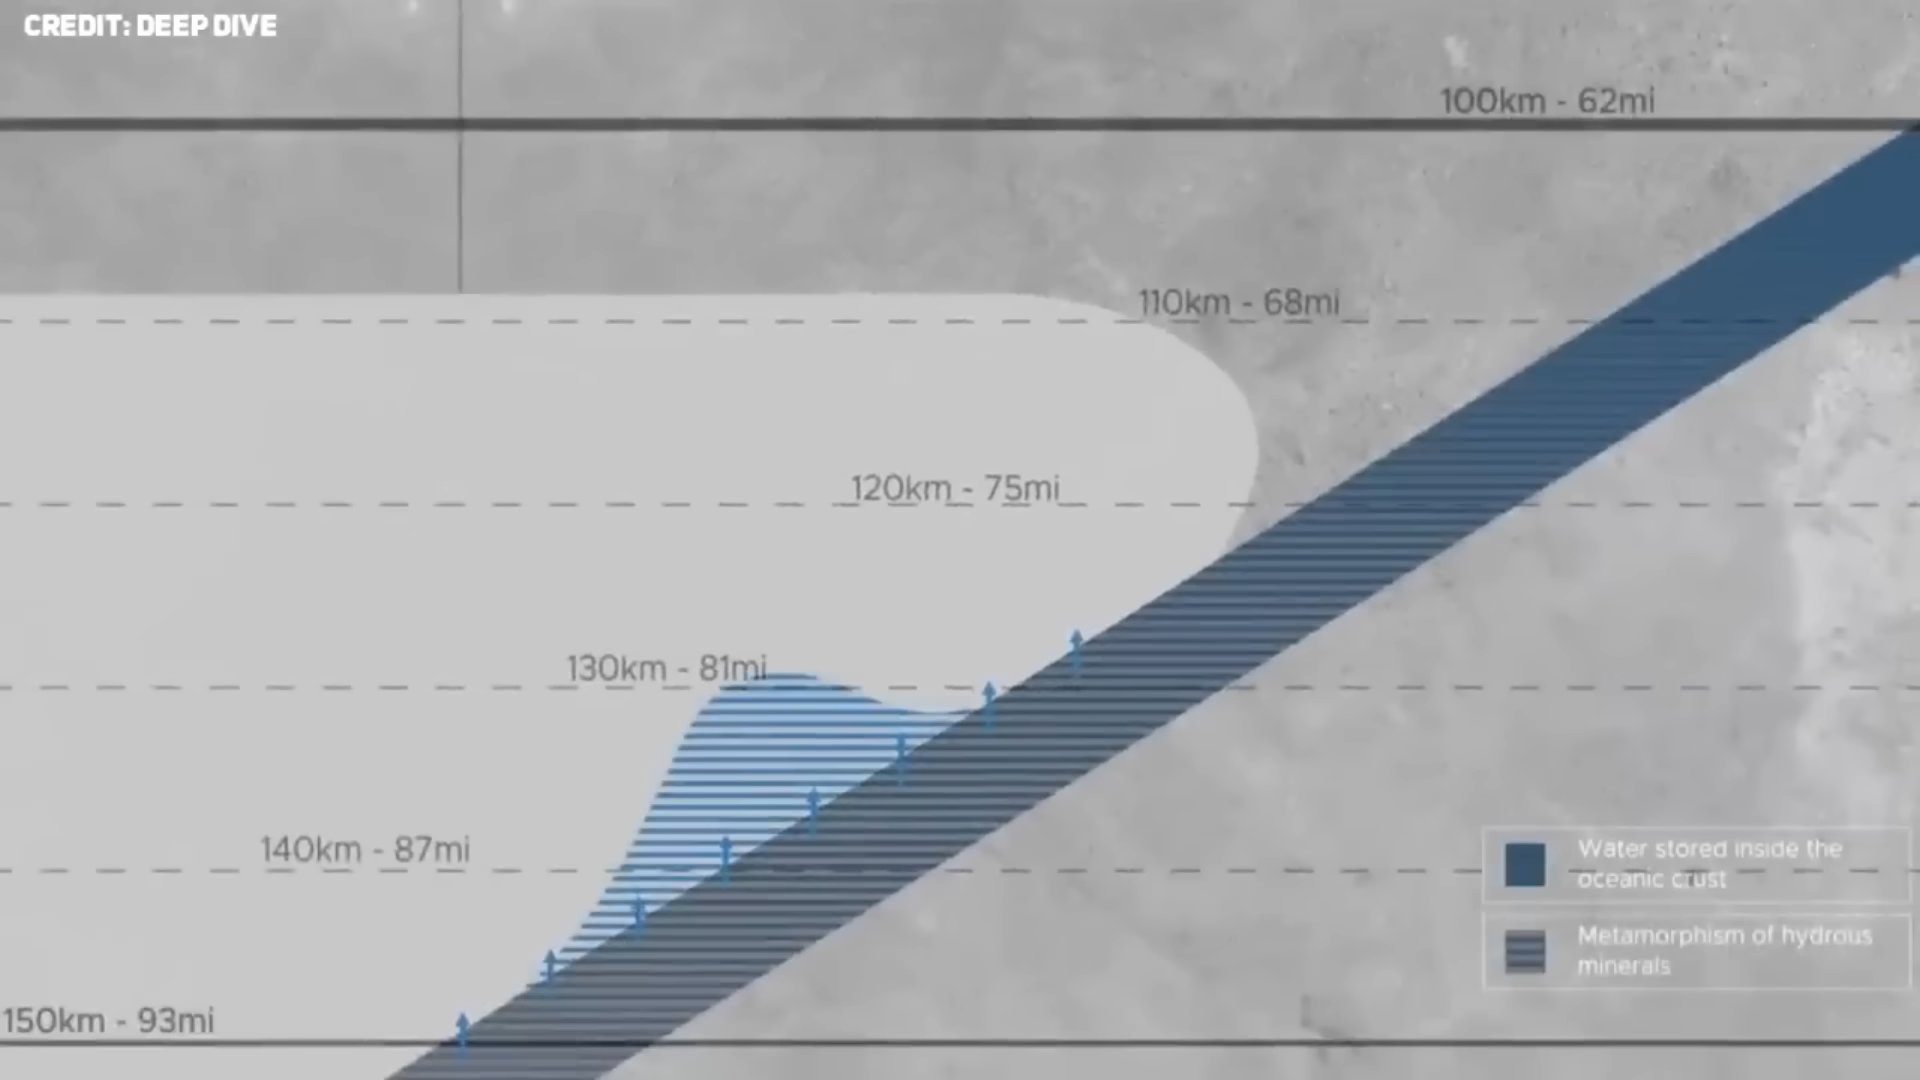 CREDIT: DEEP DIVE
100km - 62mi
110km - 68mi
120km - 75mi
130km - 81mi
140km - 87mi
Water stored inside the
oceanic crust
Metamorphism of hydrous
minerals
150km - 93mi